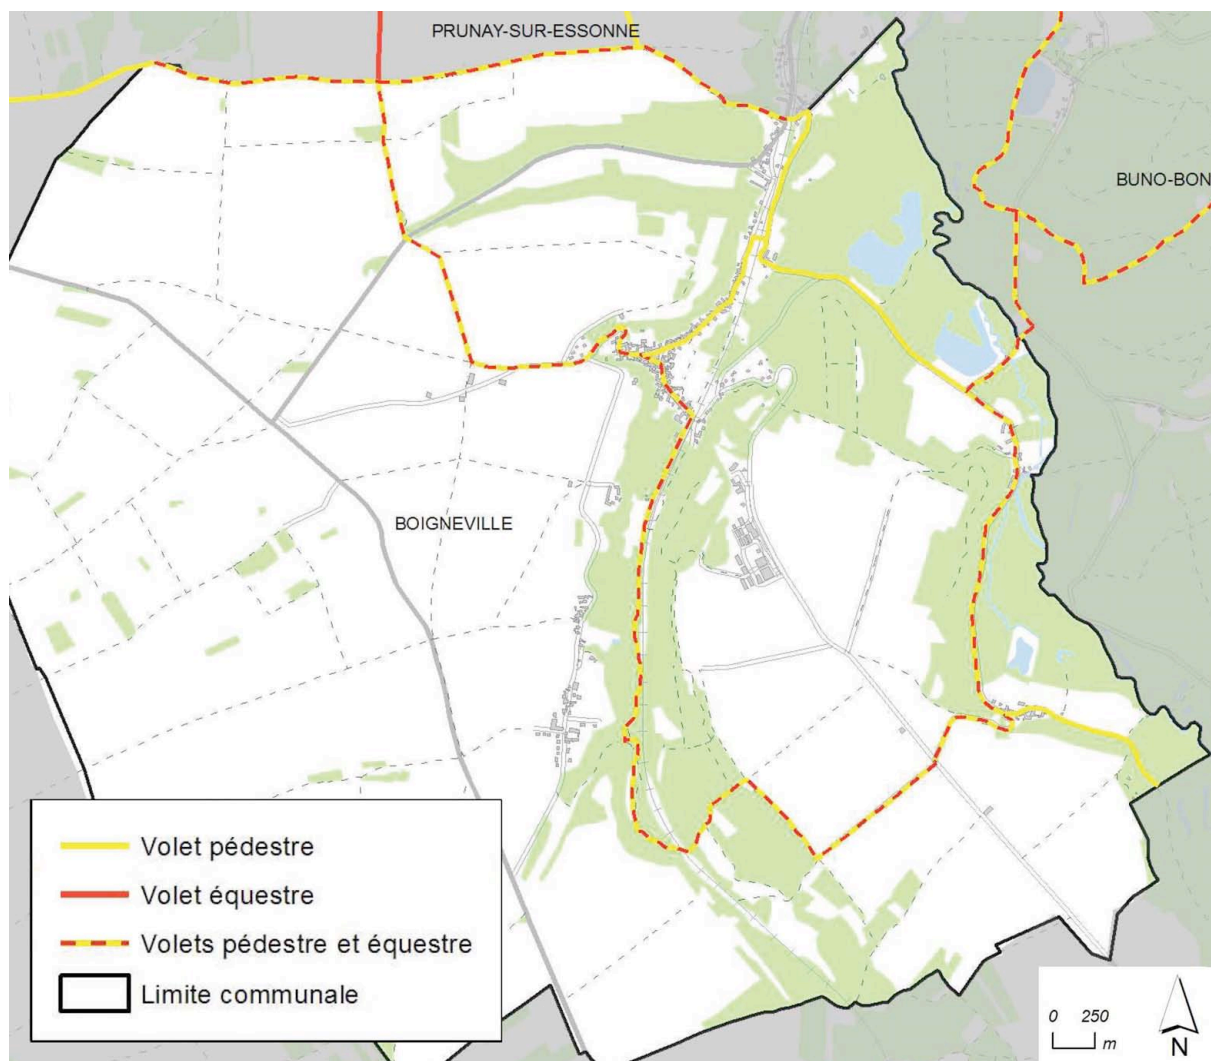 PRUNAY-SUR-ESSONNE
BUNO-BON
BOIGNEVILLE
Volet pédestre
Volet équestre
Volets pédestre et équestre
Limite communale
0 250
m
N